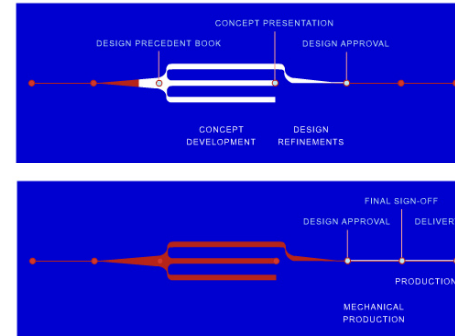 CONCEPT PRESENTATION
DESIGN PRECEDENT BOOK
DESIGN APPROVAL
CONCEPT
DEVELOPMENT
DESIGN
REFINEMENTS
FINAL SIGN-OFF
DESIGN APPROVAL
DELIVER
PRODUCTION
MECHANICAL
PRODUCTION